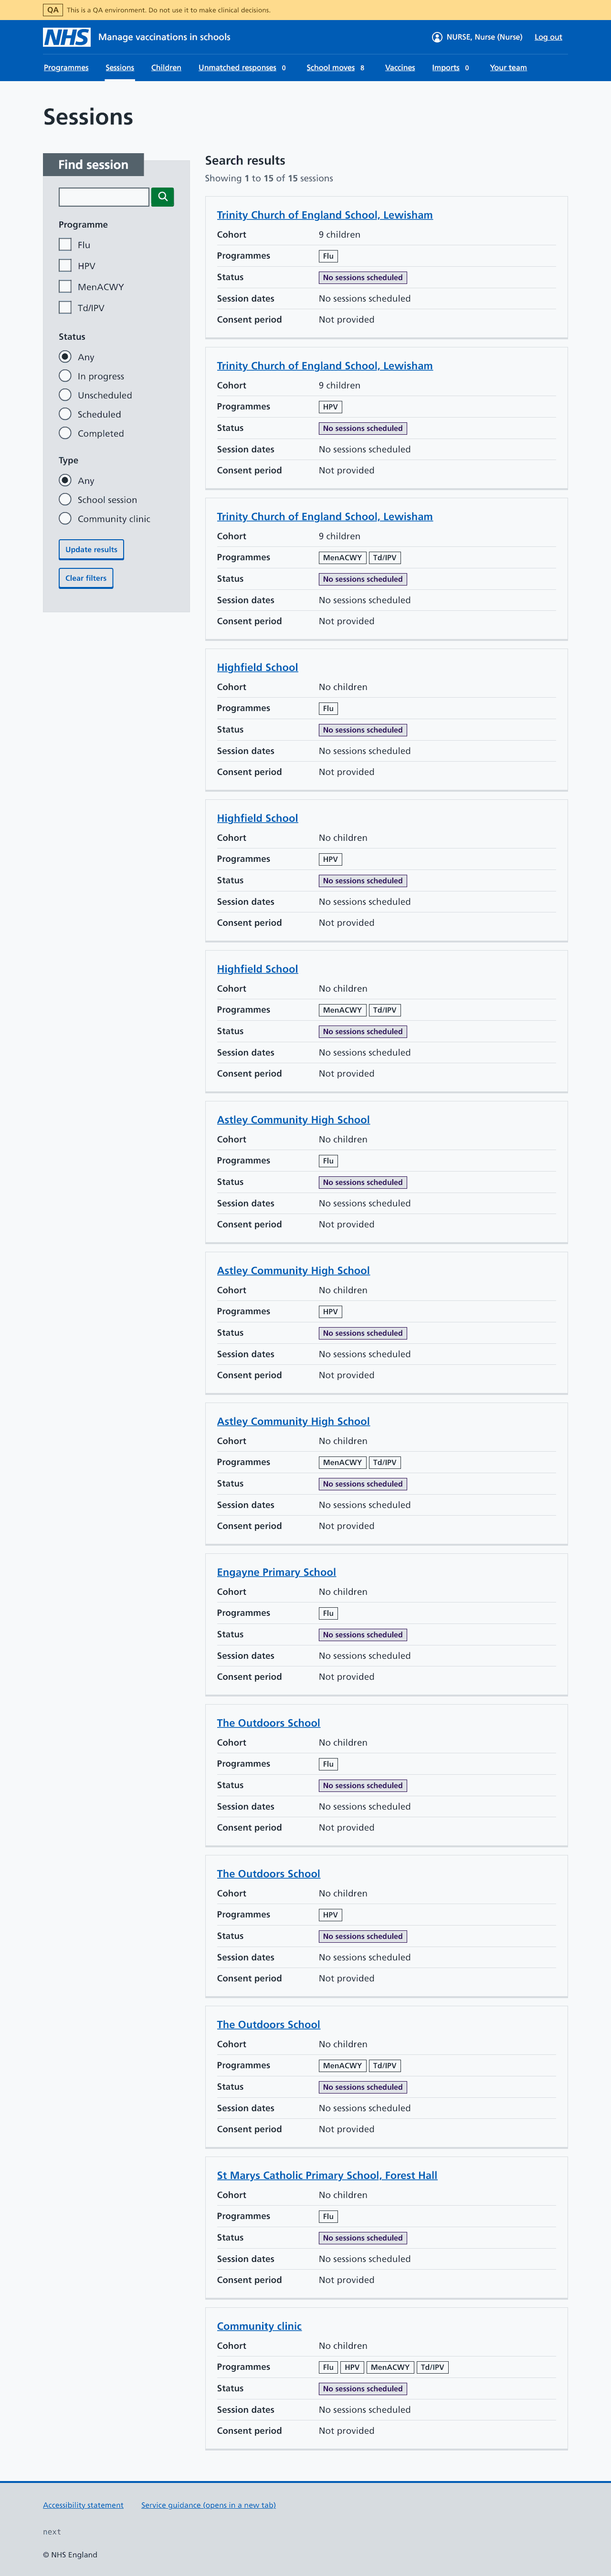 QA This is a QA environment. Do not use it to make clinical decisions.
NHS Manage vaccinations in schools NURSE, Nurse (Nurse) Log out
Programmes Sessions Children Unmatched responses 0 School moves 8 Vaccines Imports 0 Your team
Sessions
Find session
Programme
Flu
HPV
MenACWY
Td/IPV
Status
Any
In progress
Unscheduled
Scheduled
Completed
Type
Any
School session
Community clinic
Update results
Clear filters
Search results
Showing 1 to 15 of 15 sessions
Trinity Church of England School, Lewisham
Cohort 9 children
Programmes Flu
Status No sessions scheduled
Session dates No sessions scheduled
Consent period Not provided
Trinity Church of England School, Lewisham
Cohort 9 children
Programmes HPV
Status No sessions scheduled
Session dates No sessions scheduled
Consent period Not provided
Trinity Church of England School, Lewisham
Cohort 9 children
Programmes MenACWY Td/IPV
Status No sessions scheduled
Session dates No sessions scheduled
Consent period Not provided
Highfield School
Cohort No children
Programmes Flu
Status No sessions scheduled
Session dates No sessions scheduled
Consent period Not provided
Highfield School
Cohort No children
Programmes HPV
Status No sessions scheduled
Session dates No sessions scheduled
Consent period Not provided
Highfield School
Cohort No children
Programmes MenACWY Td/IPV
Status No sessions scheduled
Session dates No sessions scheduled
Consent period Not provided
Astley Community High School
Cohort No children
Programmes Flu
Status No sessions scheduled
Session dates No sessions scheduled
Consent period Not provided
Astley Community High School
Cohort No children
Programmes HPV
Status No sessions scheduled
Session dates No sessions scheduled
Consent period Not provided
Astley Community High School
Cohort No children
Programmes MenACWY Td/IPV
Status No sessions scheduled
Session dates No sessions scheduled
Consent period Not provided
Engayne Primary School
Cohort No children
Programmes Flu
Status No sessions scheduled
Session dates No sessions scheduled
Consent period Not provided
The Outdoors School
Cohort No children
Programmes Flu
Status No sessions scheduled
Session dates No sessions scheduled
Consent period Not provided
The Outdoors School
Cohort No children
Programmes HPV
Status No sessions scheduled
Session dates No sessions scheduled
Consent period Not provided
The Outdoors School
Cohort No children
Programmes MenACWY Td/IPV
Status No sessions scheduled
Session dates No sessions scheduled
Consent period Not provided
St Marys Catholic Primary School, Forest Hall
Cohort No children
Programmes Flu
Status No sessions scheduled
Session dates No sessions scheduled
Consent period Not provided
Community clinic
Cohort No children
Programmes Flu HPV MenACWY Td/IPV
Status No sessions scheduled
Session dates No sessions scheduled
Consent period Not provided
Accessibility statement Service guidance (opens in a new tab)
next
© NHS England